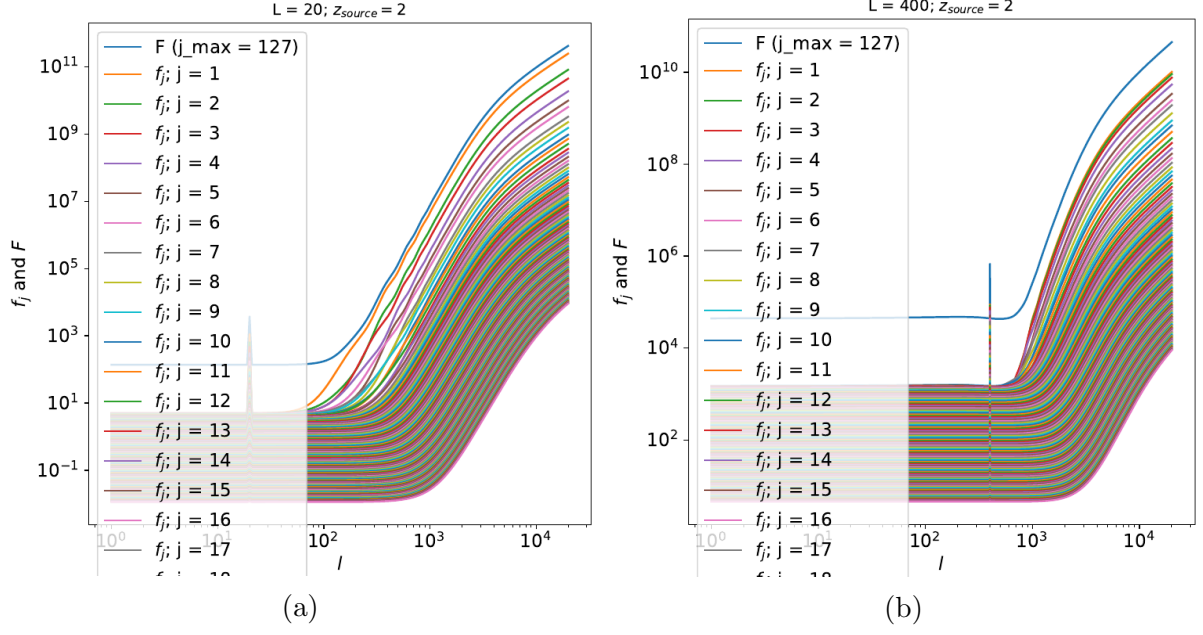 L = 20; z_source = 2
F (j_max = 127)
f_j; j = 1
f_j; j = 2
f_j; j = 3
f_j; j = 4
f_j; j = 5
f_j; j = 6
f_j; j = 7
f_j; j = 8
f_j; j = 9
f_j; j = 10
f_j; j = 11
f_j; j = 12
f_j; j = 13
f_j; j = 14
f_j; j = 15
f_j; j = 16
f_j; j = 17
f_j and F
10^11
10^9
10^7
10^5
10^3
10^1
10^−1
10^0
10^1
10^2
10^3
10^4
l
(a)
L = 400; z_source = 2
F (j_max = 127)
f_j; j = 1
f_j; j = 2
f_j; j = 3
f_j; j = 4
f_j; j = 5
f_j; j = 6
f_j; j = 7
f_j; j = 8
f_j; j = 9
f_j; j = 10
f_j; j = 11
f_j; j = 12
f_j; j = 13
f_j; j = 14
f_j; j = 15
f_j; j = 16
f_j; j = 17
f_j and F
10^10
10^8
10^6
10^4
10^2
10^0
10^1
10^2
10^3
10^4
l
(b)